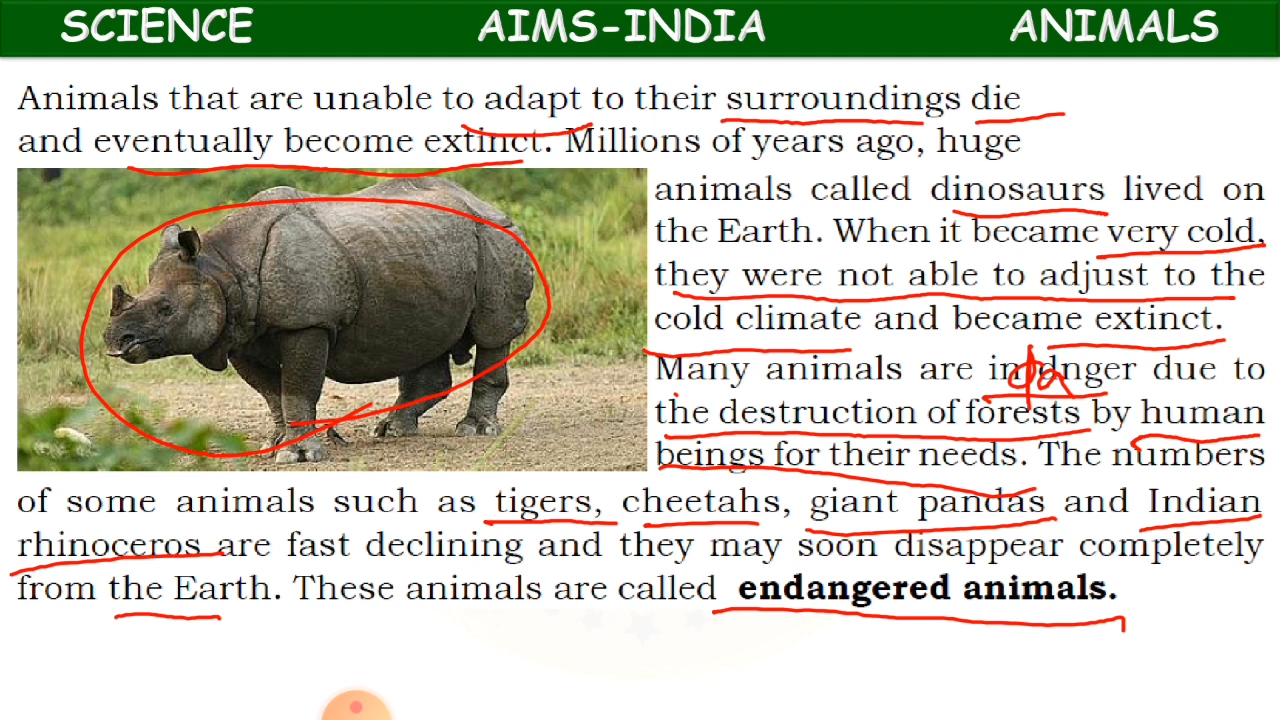 SCIENCE AIMS-INDIA ANIMALS
Animals that are unable to adapt to their surroundings die
and eventually become extinct. Millions of years ago, huge
animals called dinosaurs lived on
the Earth. When it became very cold,
they were not able to adjust to the
cold climate and became extinct.
Many animals are in dnger due to
the destruction of forests by human
beings for their needs. The numbers
of some animals such as tigers, cheetahs, giant pandas and Indian
rhinoceros are fast declining and they may soon disappear completely
from the Earth. These animals are called endangered animals.